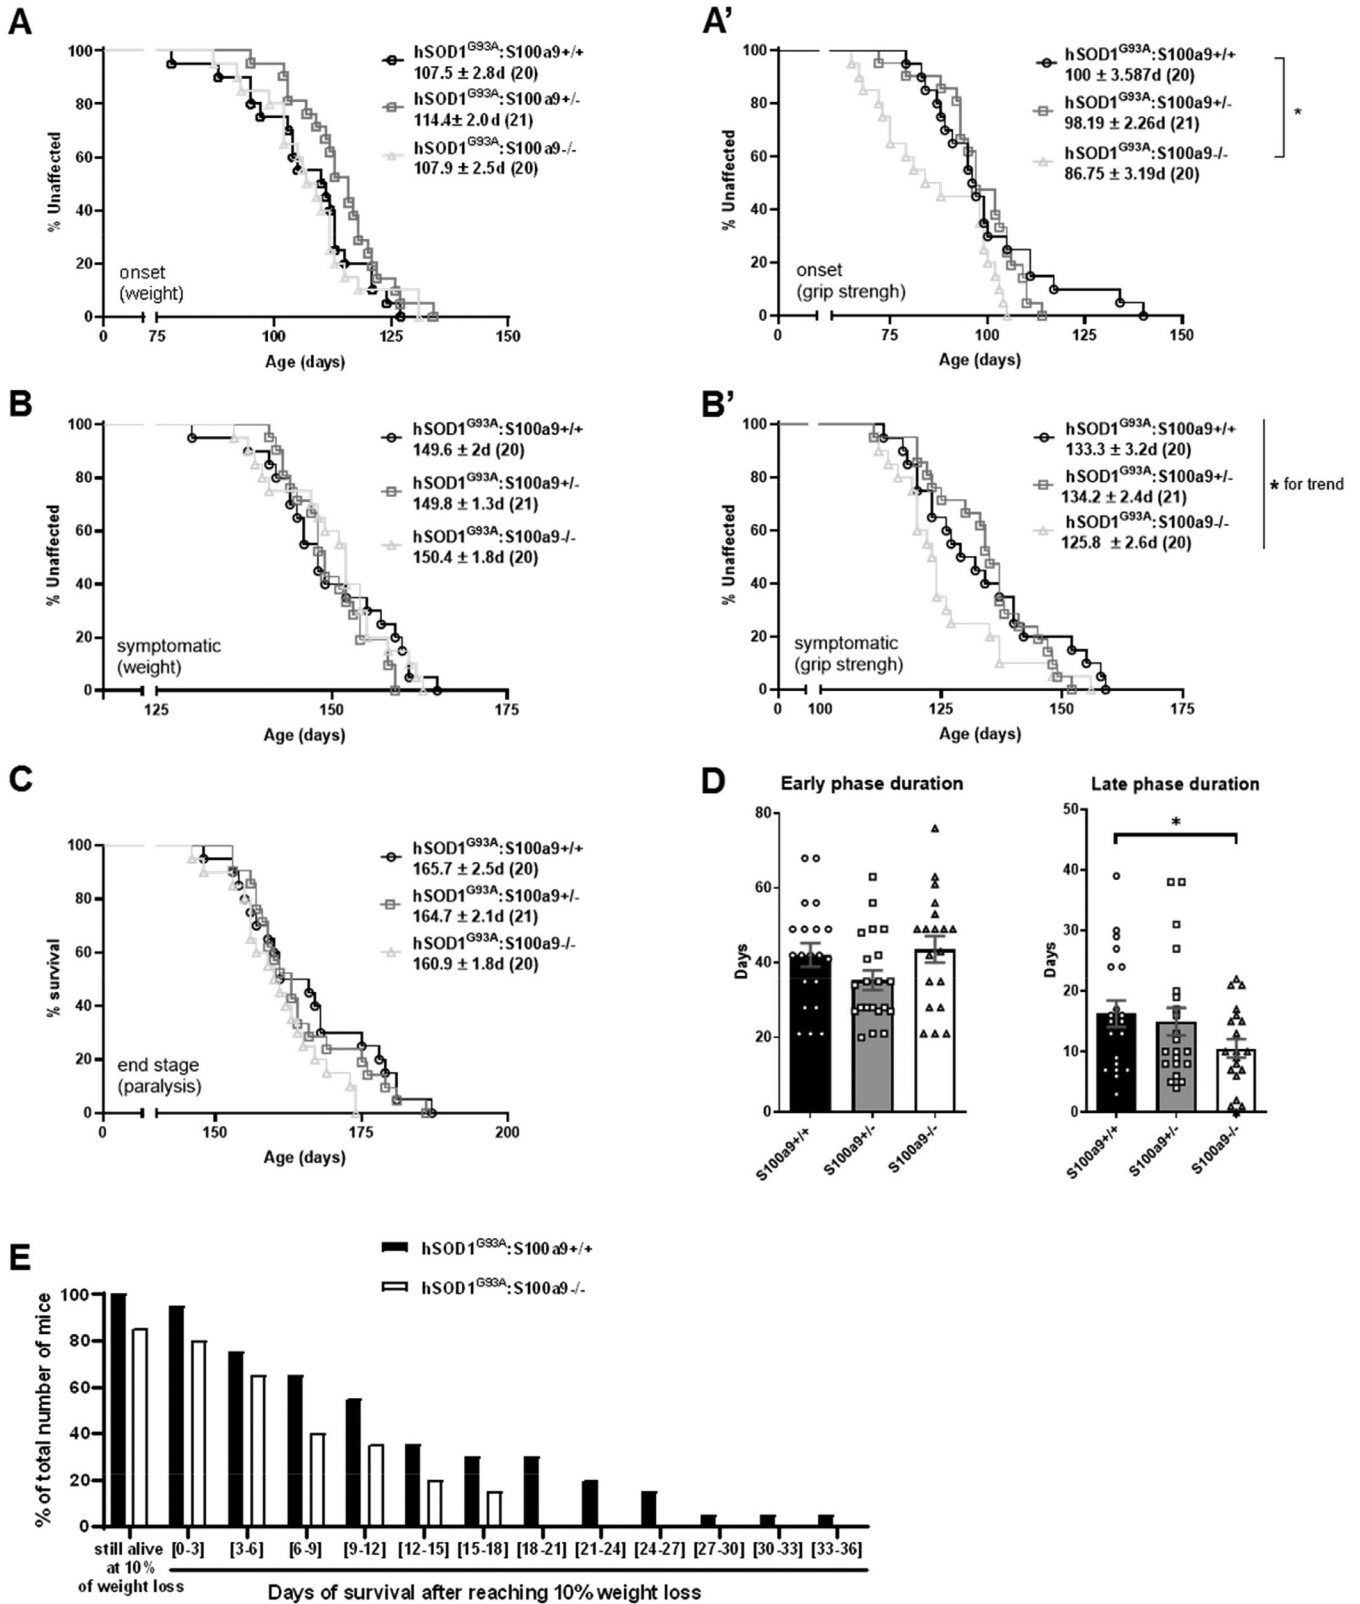 A
100
80
60
40
20
0
% Unaffected
onset
(weight)
0 75 100 125 150
Age (days)
hSOD1G93A:S100a9+/+
107.5 ± 2.8d (20)
hSOD1G93A:S100a9+/-
114.4± 2.0d (21)
hSOD1G93A:S100a9-/-
107.9 ± 2.5d (20)
A’
100
80
60
40
20
0
% Unaffected
onset
(grip strengh)
0 75 100 125 150
Age (days)
hSOD1G93A:S100a9+/+
100 ± 3.587d (20)
hSOD1G93A:S100a9+/-
98.19 ± 2.26d (21)
hSOD1G93A:S100a9-/-
86.75 ± 3.19d (20)
*
B
100
80
60
40
20
0
% Unaffected
symptomatic
(weight)
125 150 175
Age (days)
hSOD1G93A:S100a9+/+
149.6 ± 2d (20)
hSOD1G93A:S100a9+/-
149.8 ± 1.3d (21)
hSOD1G93A:S100a9-/-
150.4 ± 1.8d (20)
B’
100
80
60
40
20
0
% Unaffected
symptomatic
(grip strengh)
0 100 125 150 175
Age (days)
hSOD1G93A:S100a9+/+
133.3 ± 3.2d (20)
hSOD1G93A:S100a9+/-
134.2 ± 2.4d (21)
hSOD1G93A:S100a9-/-
125.8 ± 2.6d (20)
* for trend
C
100
80
60
40
20
0
% survival
end stage
(paralysis)
0 150 175 200
Age (days)
hSOD1G93A:S100a9+/+
165.7 ± 2.5d (20)
hSOD1G93A:S100a9+/-
164.7 ± 2.1d (21)
hSOD1G93A:S100a9-/-
160.9 ± 1.8d (20)
D
Early phase duration
80
60
40
20
0
Days
S100a9+/+ S100a9+/- S100a9-/-
Late phase duration
50
40
30
20
10
0
Days
*
S100a9+/+ S100a9+/- S100a9-/-
E
hSOD1G93A:S100a9+/+
hSOD1G93A:S100a9-/-
100
80
60
40
20
0
% of total number of mice
still alive
at 10%
of weight loss
[0-3] [3-6] [6-9] [9-12] [12-15] [15-18] [18-21] [21-24] [24-27] [27-30] [30-33] [33-36]
Days of survival after reaching 10% weight loss